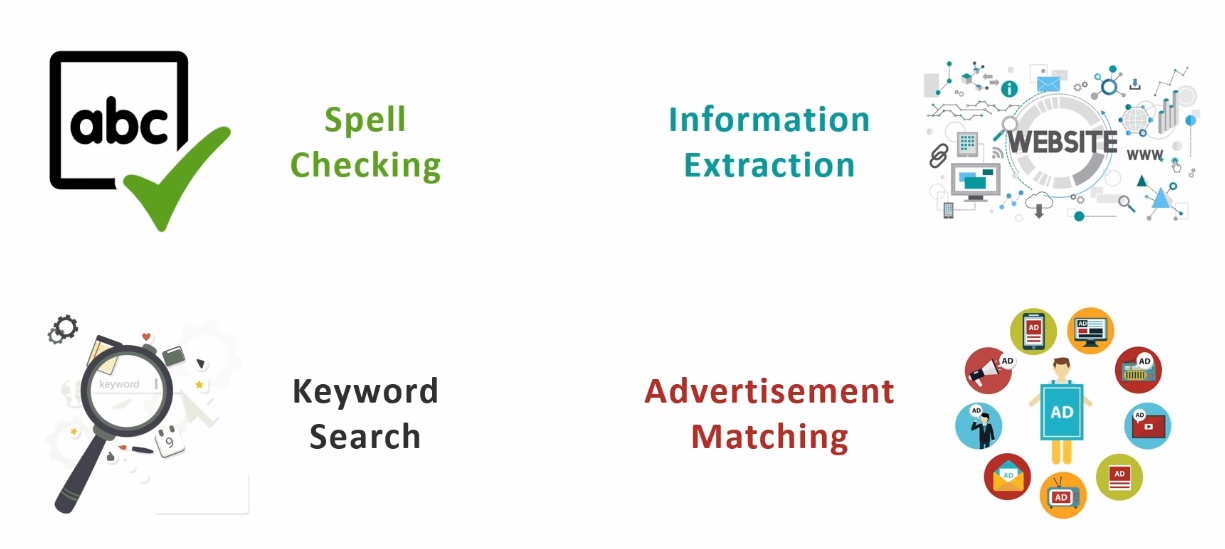 abc
Spell
Checking
Information
Extraction
WEBSITE
www
keyword
9
Keyword
Search
Advertisement
Matching
AD
AD
AD
AD
AD
AD
AD
AD
AD
AD